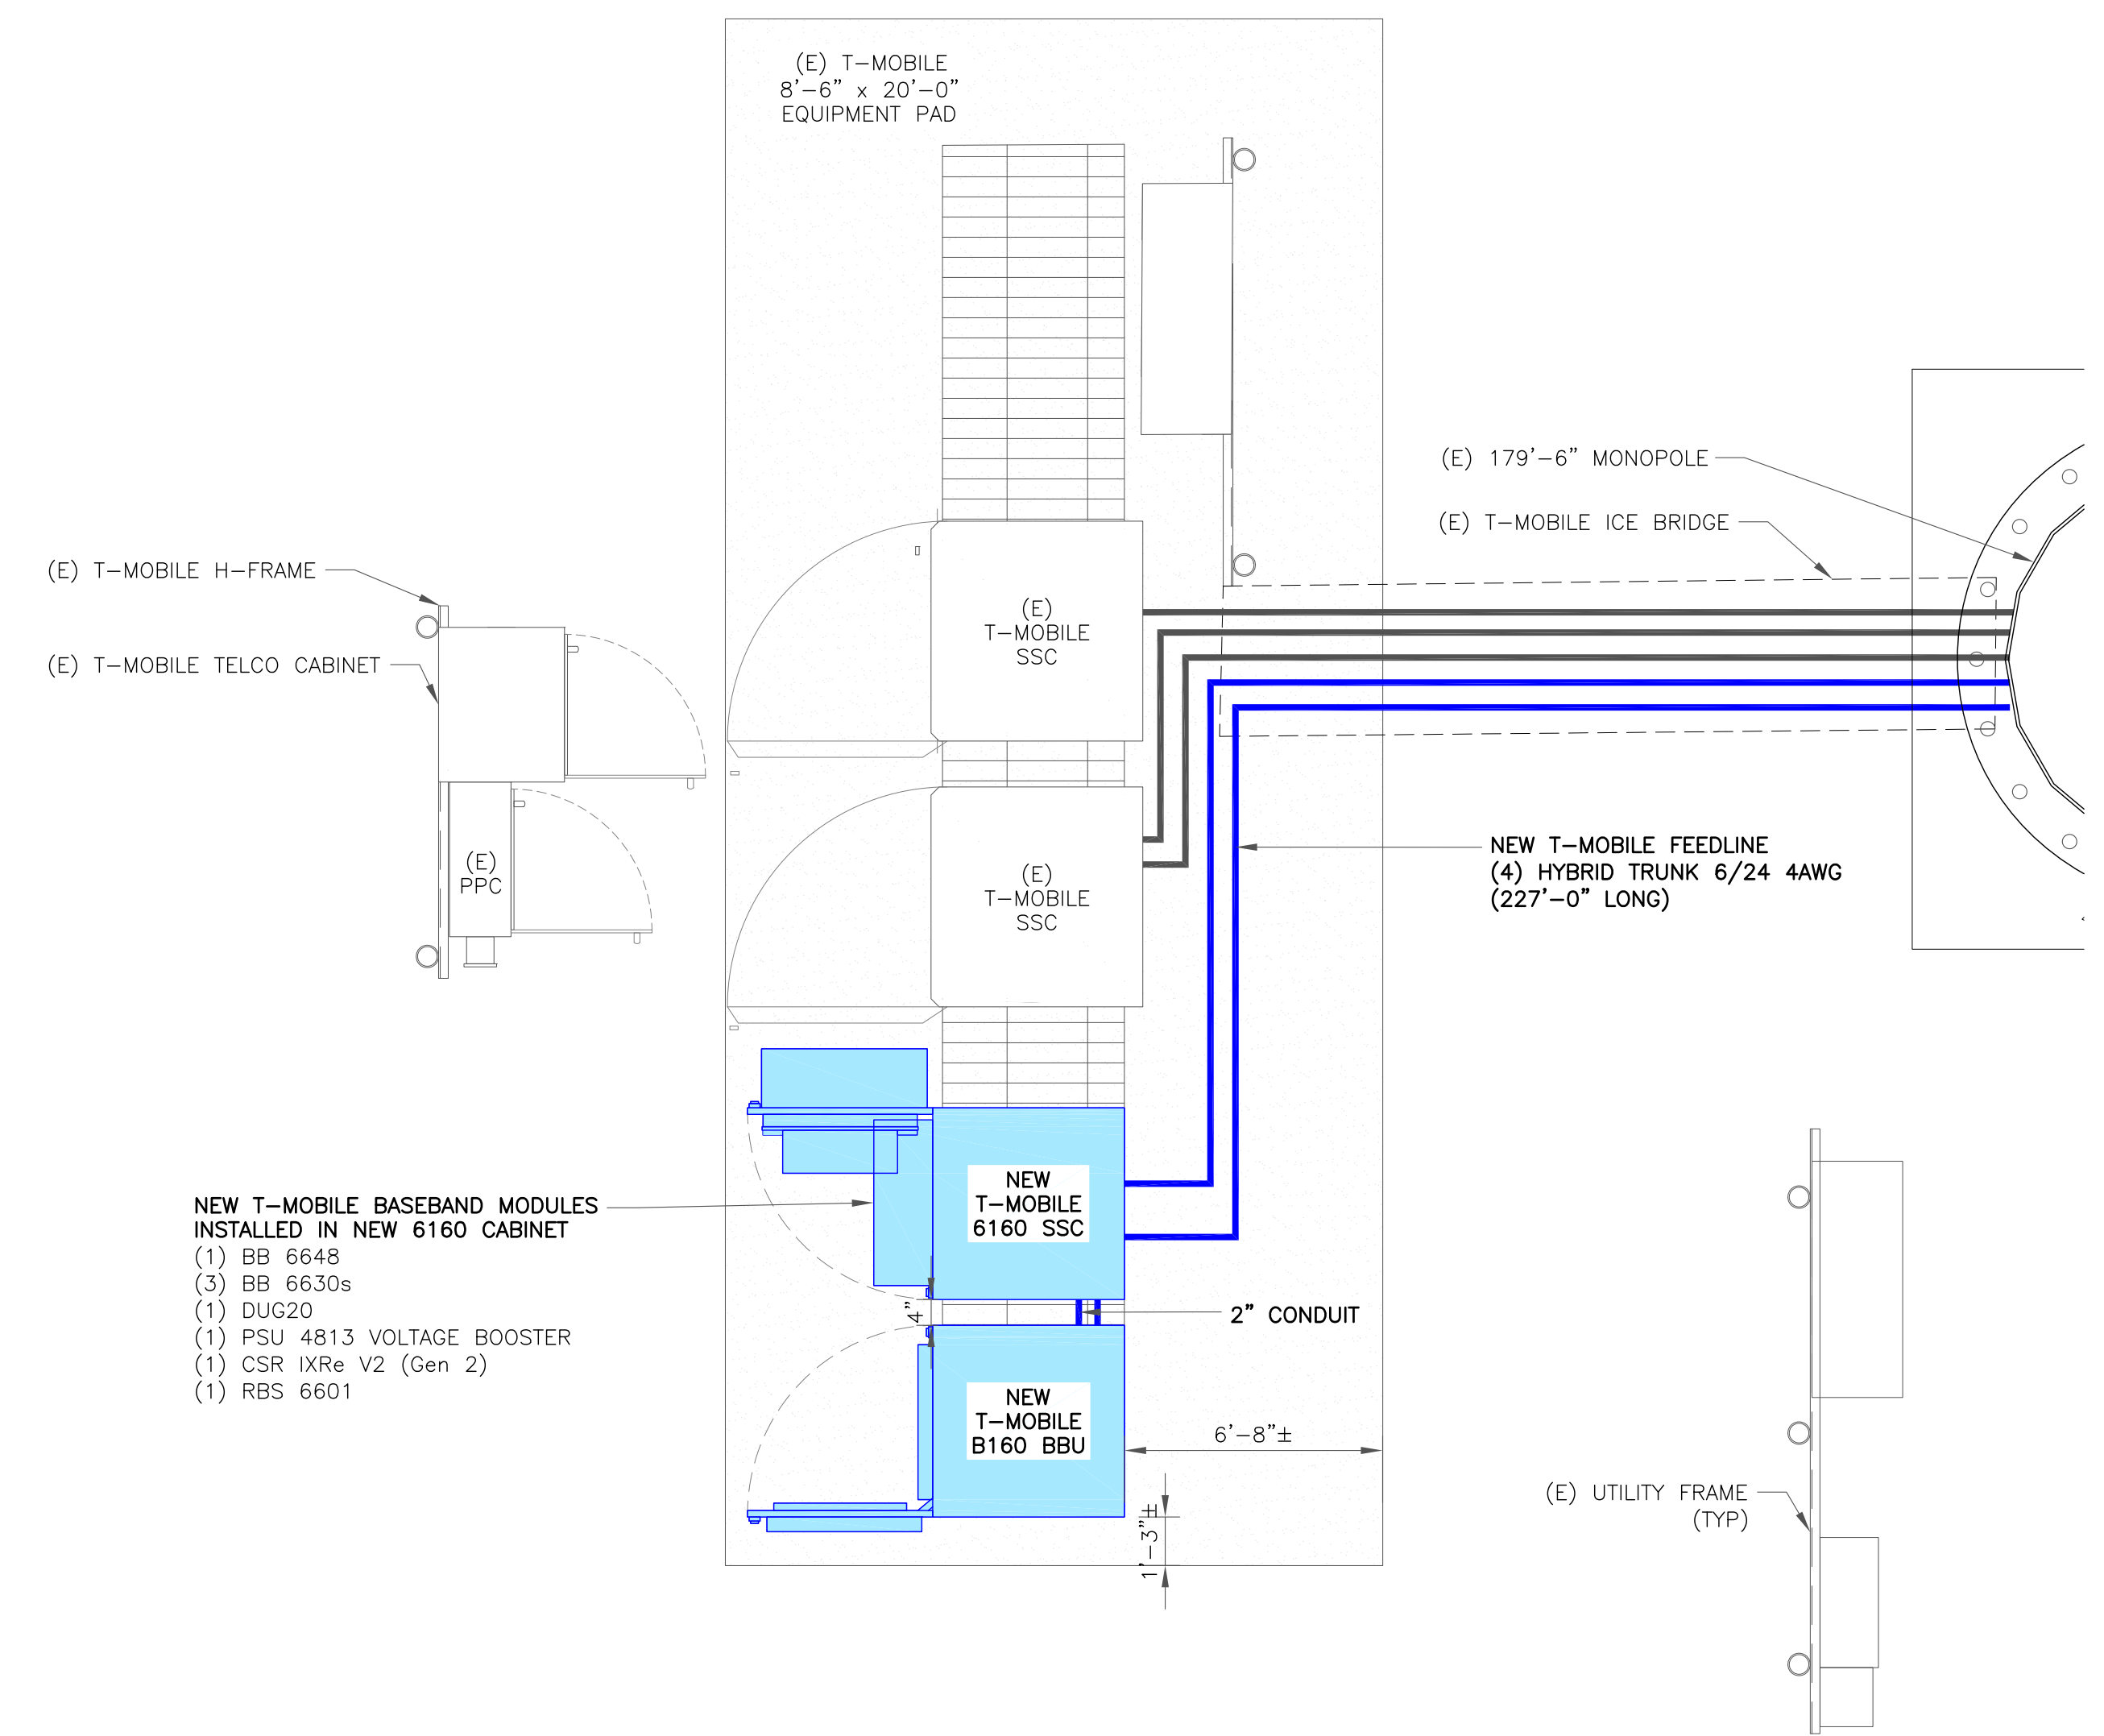 (E) T-MOBILE
8'-6" x 20'-0"
EQUIPMENT PAD
(E) 179'-6" MONOPOLE
(E) T-MOBILE ICE BRIDGE
(E) T-MOBILE H-FRAME
(E) T-MOBILE TELCO CABINET
(E)
T-MOBILE
SSC
(E)
PPC
(E)
T-MOBILE
SSC
NEW T-MOBILE FEEDLINE
(4) HYBRID TRUNK 6/24 4AWG
(227'-0" LONG)
NEW T-MOBILE BASEBAND MODULES
INSTALLED IN NEW 6160 CABINET
(1) BB 6648
(3) BB 6630s
(1) DUG20
(1) PSU 4813 VOLTAGE BOOSTER
(1) CSR IXRe V2 (Gen 2)
(1) RBS 6601
NEW
T-MOBILE
6160 SSC
4"
2" CONDUIT
NEW
T-MOBILE
B160 BBU
6'-8"±
1'-3"±
(E) UTILITY FRAME
(TYP)